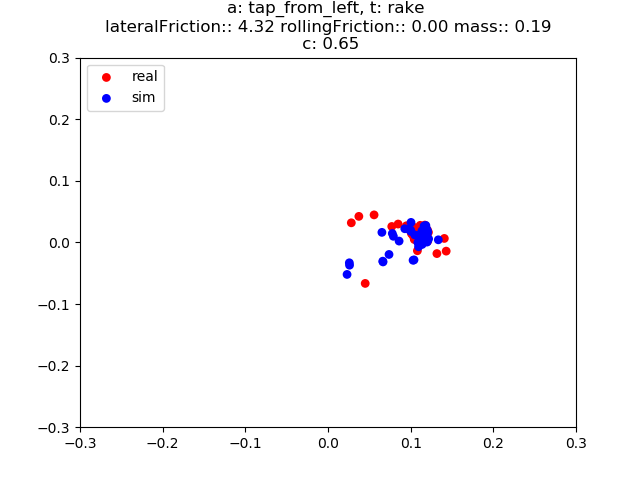 a: tap_from_left, t: rake
lateralFriction:: 4.32 rollingFriction:: 0.00 mass:: 0.19
c: 0.65
real
sim
0.3
0.2
0.1
0.0
−0.1
−0.2
−0.3
−0.3
−0.2
−0.1
0.0
0.1
0.2
0.3